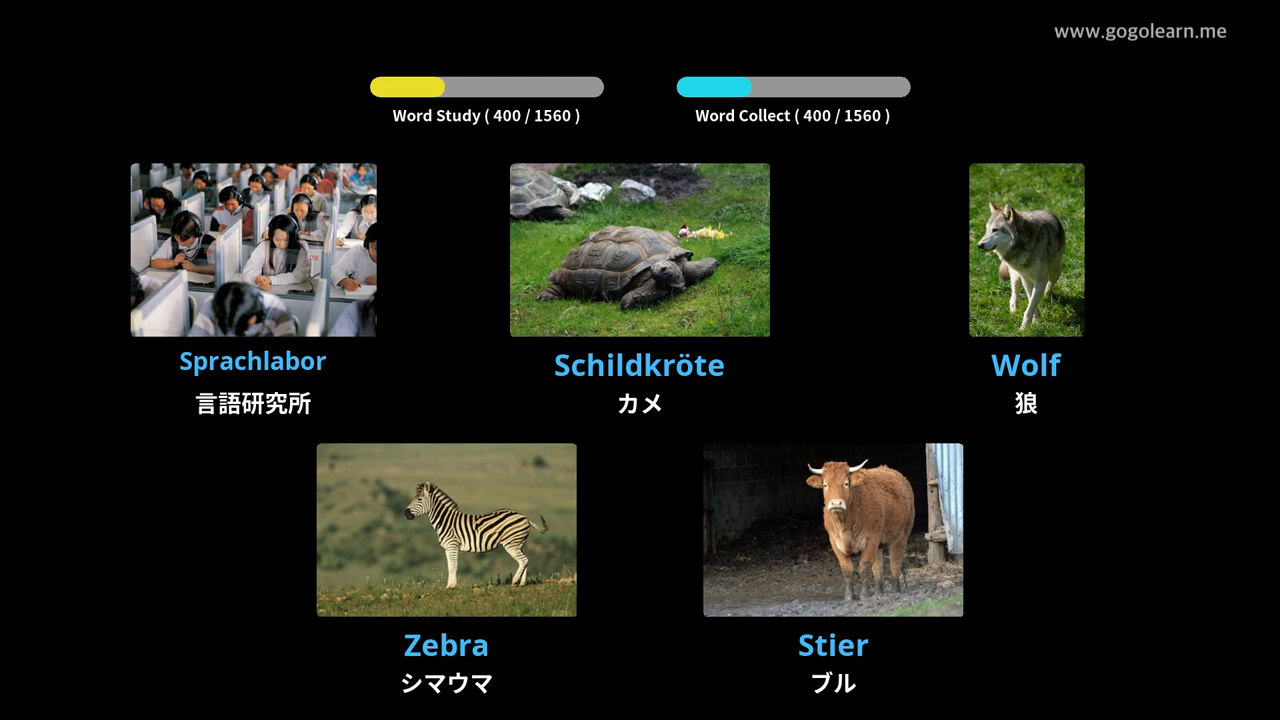 www.gogolearn.me
Word Study ( 400 / 1560 )
Word Collect ( 400 / 1560 )
Sprachlabor
言語研究所
Schildkröte
カメ
Wolf
狼
Zebra
シマウマ
Stier
ブル